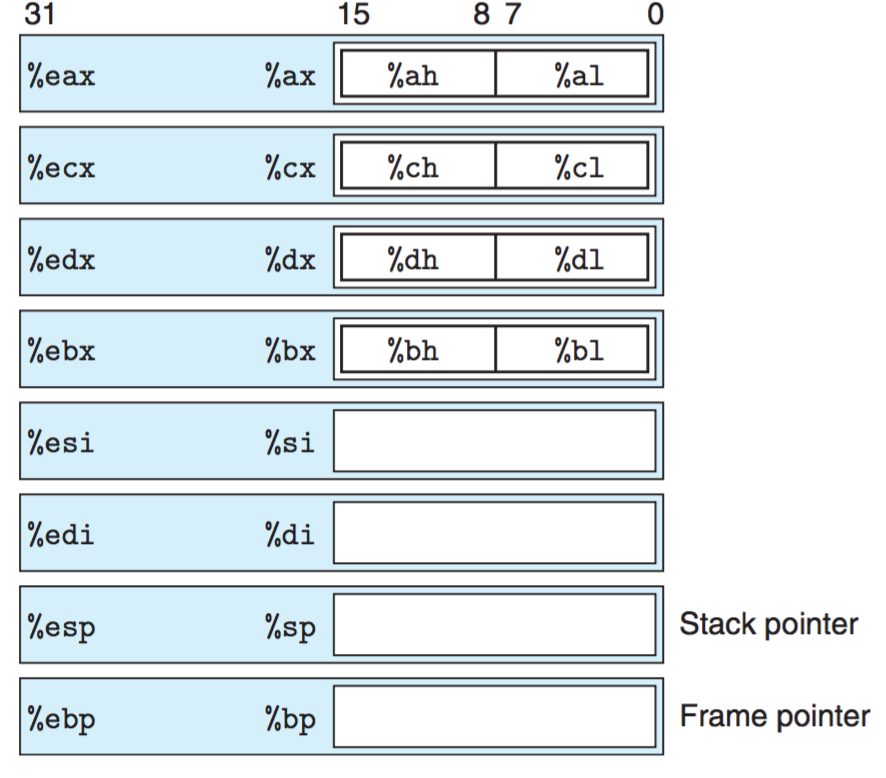 31 15 8 7 0
%eax %ax %ah %al
%ecx %cx %ch %cl
%edx %dx %dh %dl
%ebx %bx %bh %bl
%esi %si
%edi %di
%esp %sp Stack pointer
%ebp %bp Frame pointer